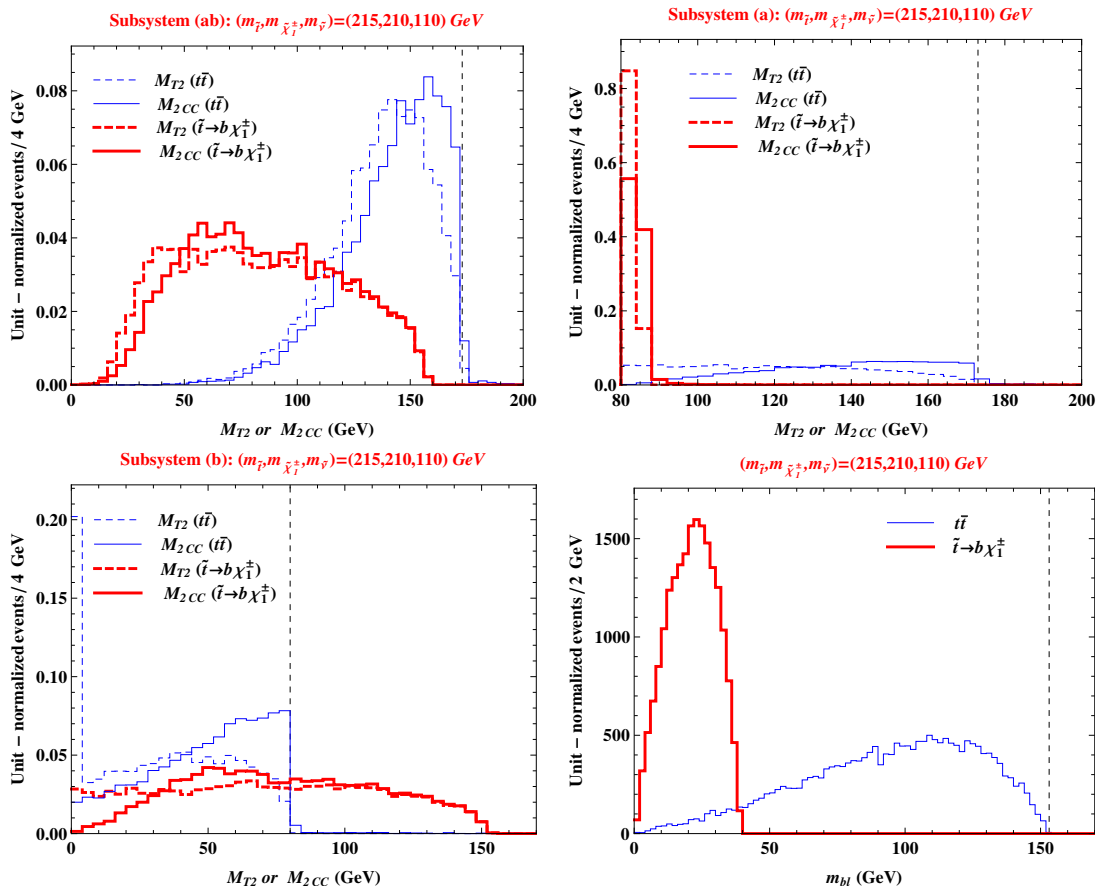 Subsystem (ab): (m_t̃, m_χ̃₁±, m_ν̃)=(215,210,110) GeV
M_T2 (tt̄)
M_2CC (tt̄)
M_T2 (t̃→bχ₁±)
M_2CC (t̃→bχ₁±)
Unit − normalized events / 4 GeV
0.08
0.06
0.04
0.02
0.00
0 50 100 150 200
M_T2 or M_2CC (GeV)
Subsystem (a): (m_t̃, m_χ̃₁±, m_ν̃)=(215,210,110) GeV
M_T2 (tt̄)
M_2CC (tt̄)
M_T2 (t̃→bχ₁±)
M_2CC (t̃→bχ₁±)
Unit − normalized events / 4 GeV
1.0
0.8
0.6
0.4
0.2
0.0
80 100 120 140 160 180 200
M_T2 or M_2CC (GeV)
Subsystem (b): (m_t̃, m_χ̃₁±, m_ν̃)=(215,210,110) GeV
M_T2 (tt̄)
M_2CC (tt̄)
M_T2 (t̃→bχ₁±)
M_2CC (t̃→bχ₁±)
Unit − normalized events / 4 GeV
0.20
0.15
0.10
0.05
0.00
0 50 100 150
M_T2 or M_2CC (GeV)
(m_t̃, m_χ̃₁±, m_ν̃)=(215,210,110) GeV
tt̄
t̃→bχ₁±
Unit − normalized events / 2 GeV
1500
1000
500
0
0 50 100 150
m_bl (GeV)